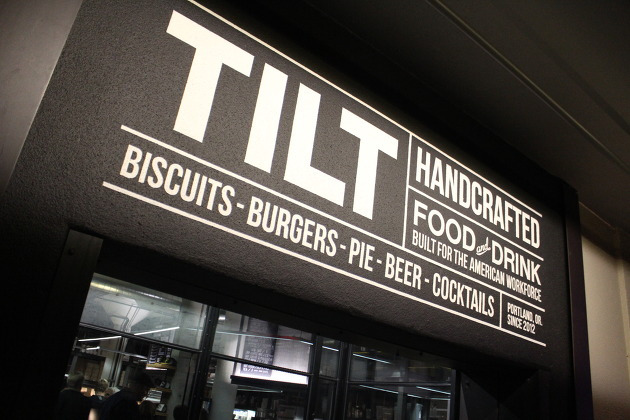 TILT
HANDCRAFTED
FOOD and DRINK
BUILT FOR THE AMERICAN WORKFORCE
BISCUITS - BURGERS - PIE - BEER - COCKTAILS
PORTLAND, OR.
SINCE 2012